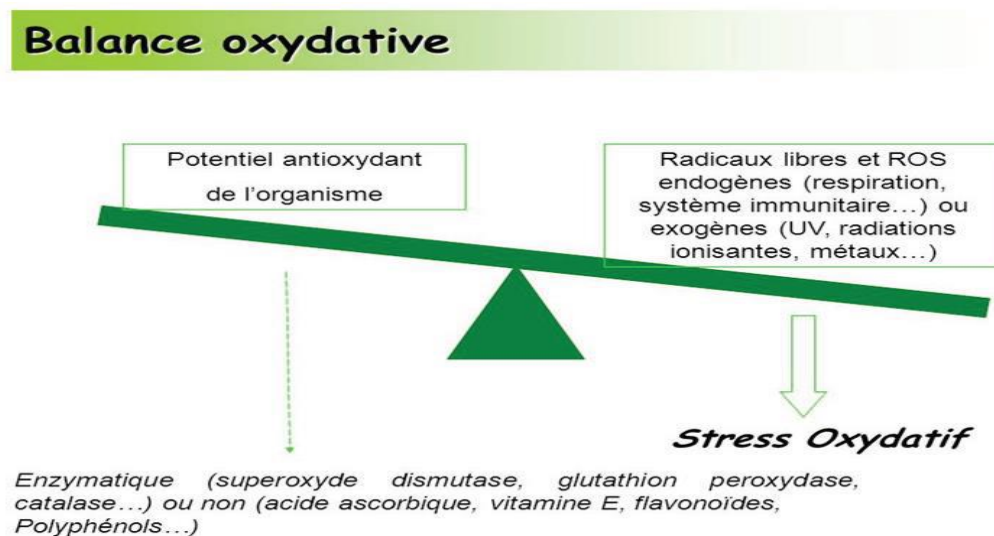 Balance oxydative
Potentiel antioxydant
de l'organisme
Radicaux libres et ROS
endogènes (respiration,
système immunitaire…) ou
exogènes (UV, radiations
ionisantes, métaux…)
Stress Oxydatif
Enzymatique (superoxyde dismutase, glutathion peroxydase,
catalase…) ou non (acide ascorbique, vitamine E, flavonoïdes,
Polyphénols…)